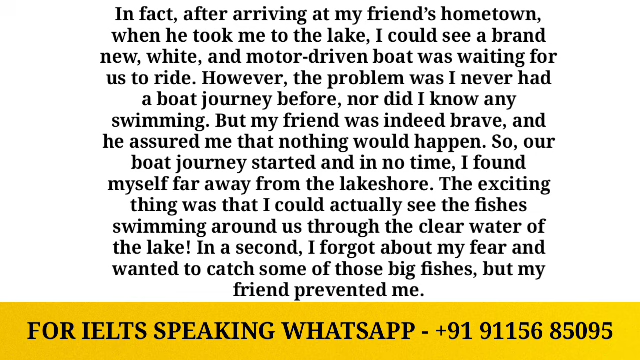 In fact, after arriving at my friend’s hometown,
when he took me to the lake, I could see a brand
new, white, and motor-driven boat was waiting for
us to ride. However, the problem was I never had
a boat journey before, nor did I know any
swimming. But my friend was indeed brave, and
he assured me that nothing would happen. So, our
boat journey started and in no time, I found
myself far away from the lakeshore. The exciting
thing was that I could actually see the fishes
swimming around us through the clear water of
the lake! In a second, I forgot about my fear and
wanted to catch some of those big fishes, but my
friend prevented me.
FOR IELTS SPEAKING WHATSAPP - +91 91156 85095